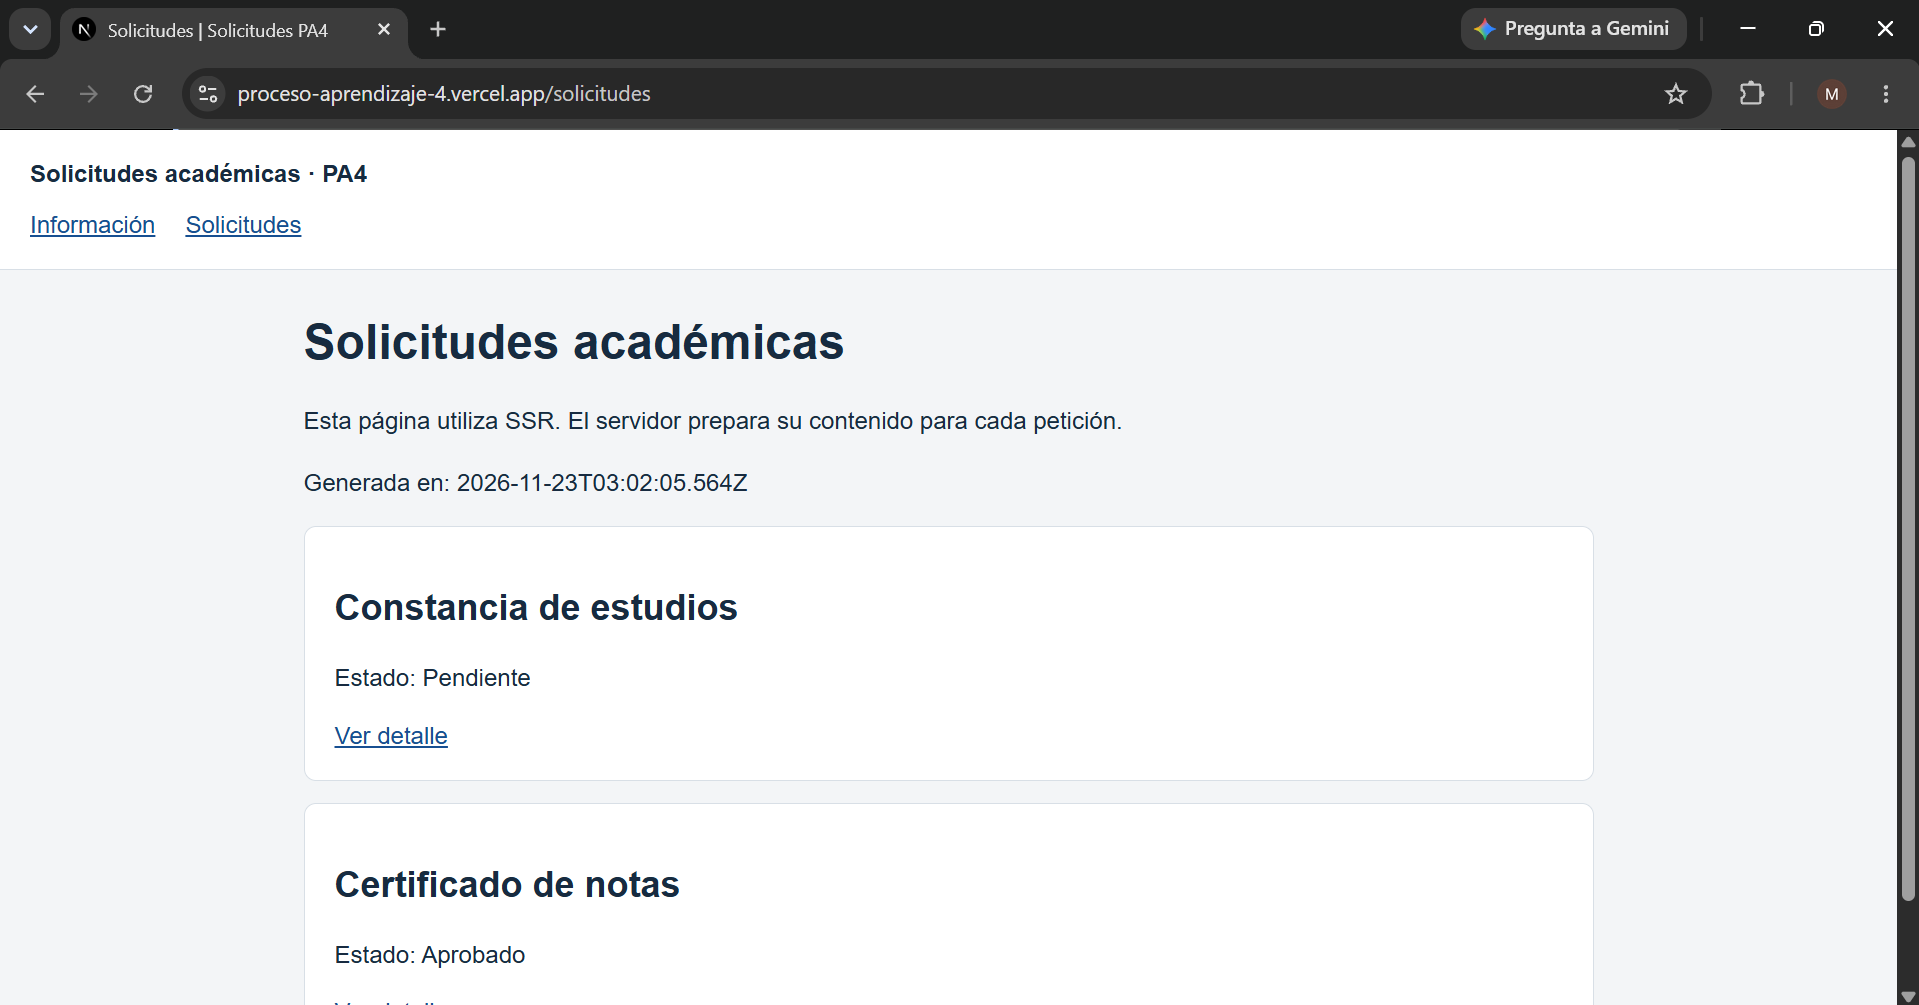 Solicitudes | Solicitudes PA4
Pregunta a Gemini
proceso-aprendizaje-4.vercel.app/solicitudes
M
Solicitudes académicas · PA4
Información Solicitudes
Solicitudes académicas
Esta página utiliza SSR. El servidor prepara su contenido para cada petición.
Generada en: 2026-11-23T03:02:05.564Z
Constancia de estudios
Estado: Pendiente
Ver detalle
Certificado de notas
Estado: Aprobado